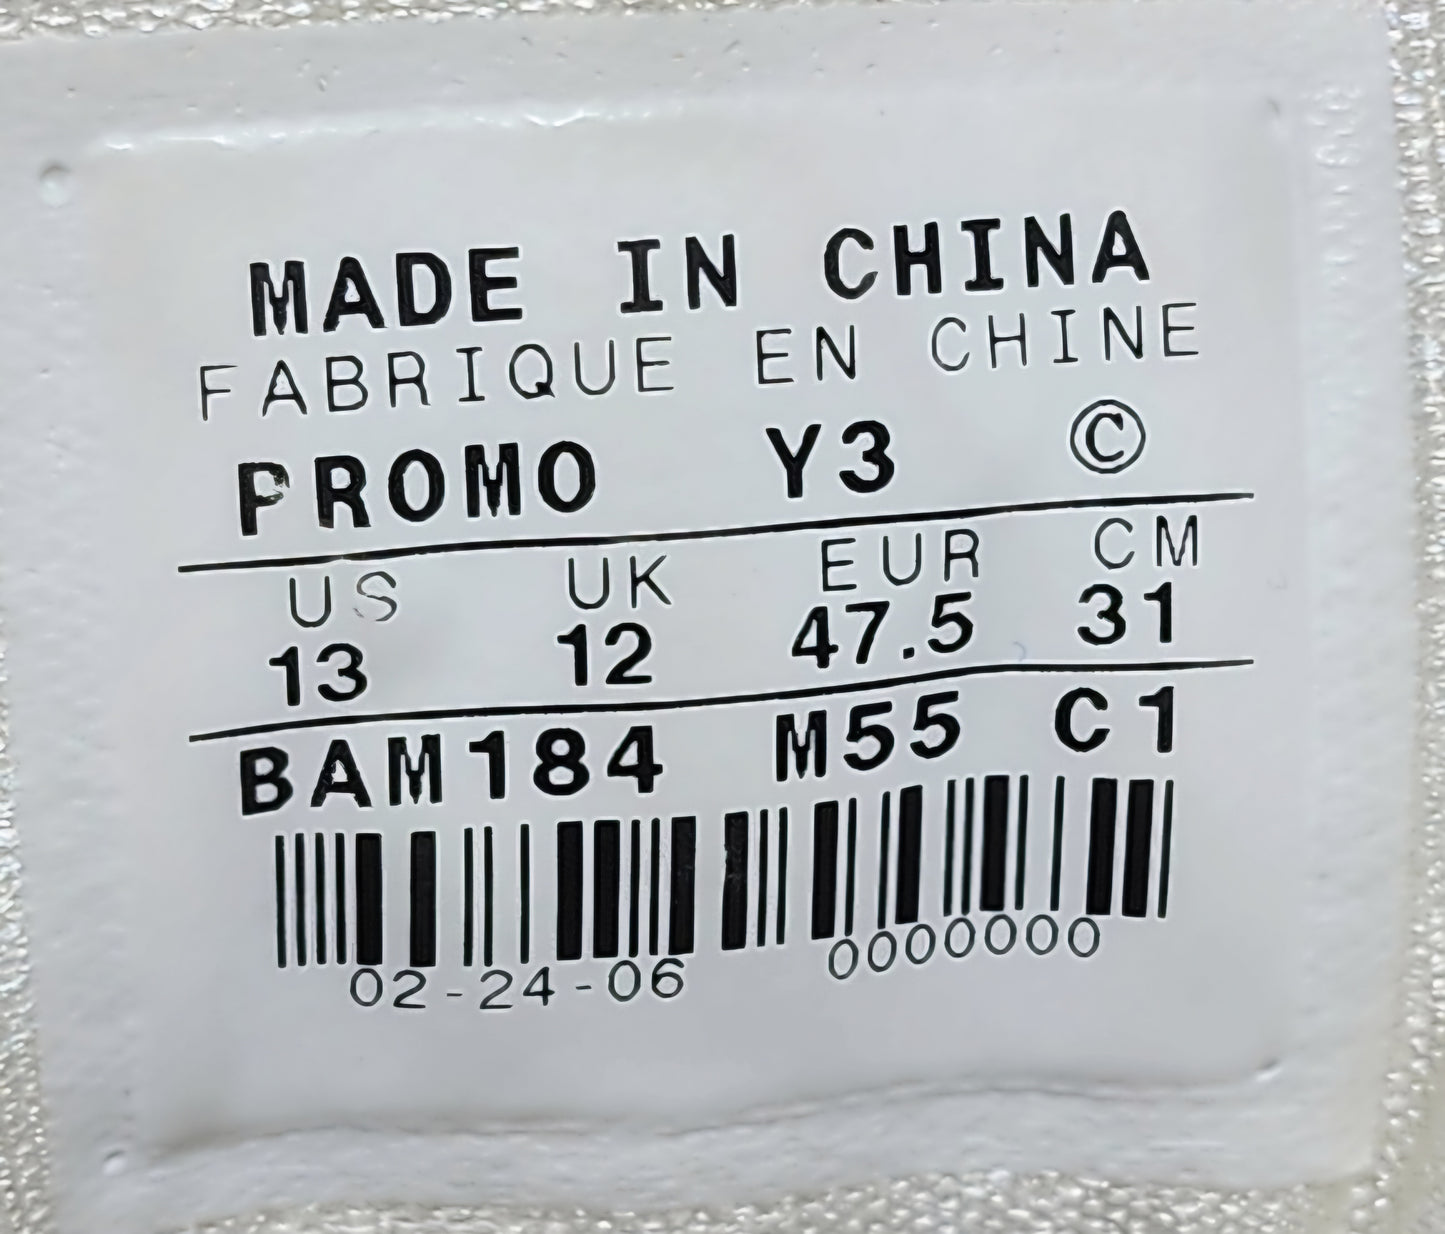 MADE IN CHINA
FABRIQUE EN CHINE
PROMO Y3 ©
US UK EUR CM
13 12 47.5 31
BAM184 M55 C1
02-24-06 0000000